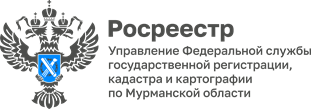 Росреестр
Управление Федеральной службы
государственной регистрации,
кадастра и картографии
по Мурманской области